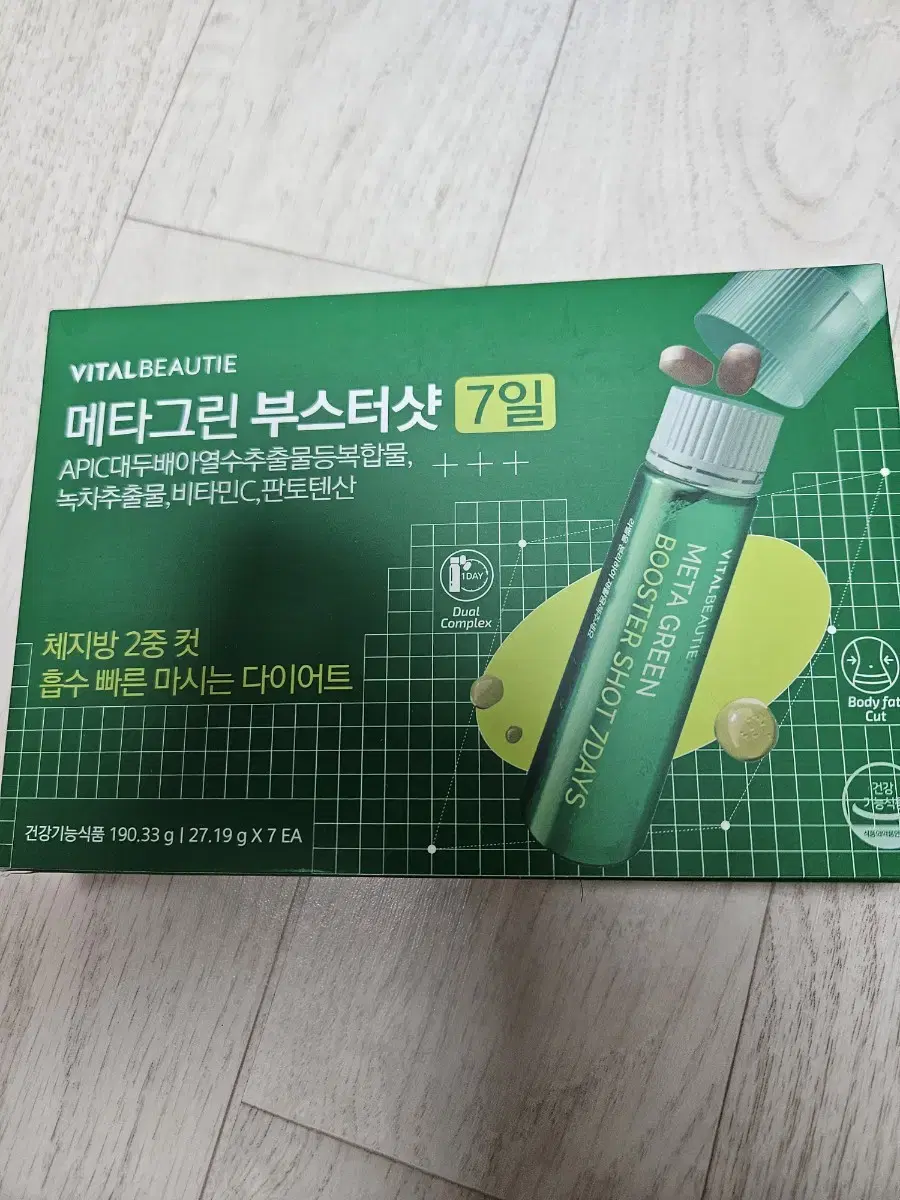 VITALBEAUTIE
메타그린 부스터샷 7일
APIC대두배아열수추출물등복합물,
녹차추출물,비타민C,판토텐산
1DAY
Dual
Complex
체지방 2중 컷
흡수 빠른 마시는 다이어트
VITALBEAUTIE
META GREEN
BOOSTER SHOT 7DAYS
Body fat
Cut
건강
기능식품
건강기능식품 190.33 g | 27.19 g X 7 EA